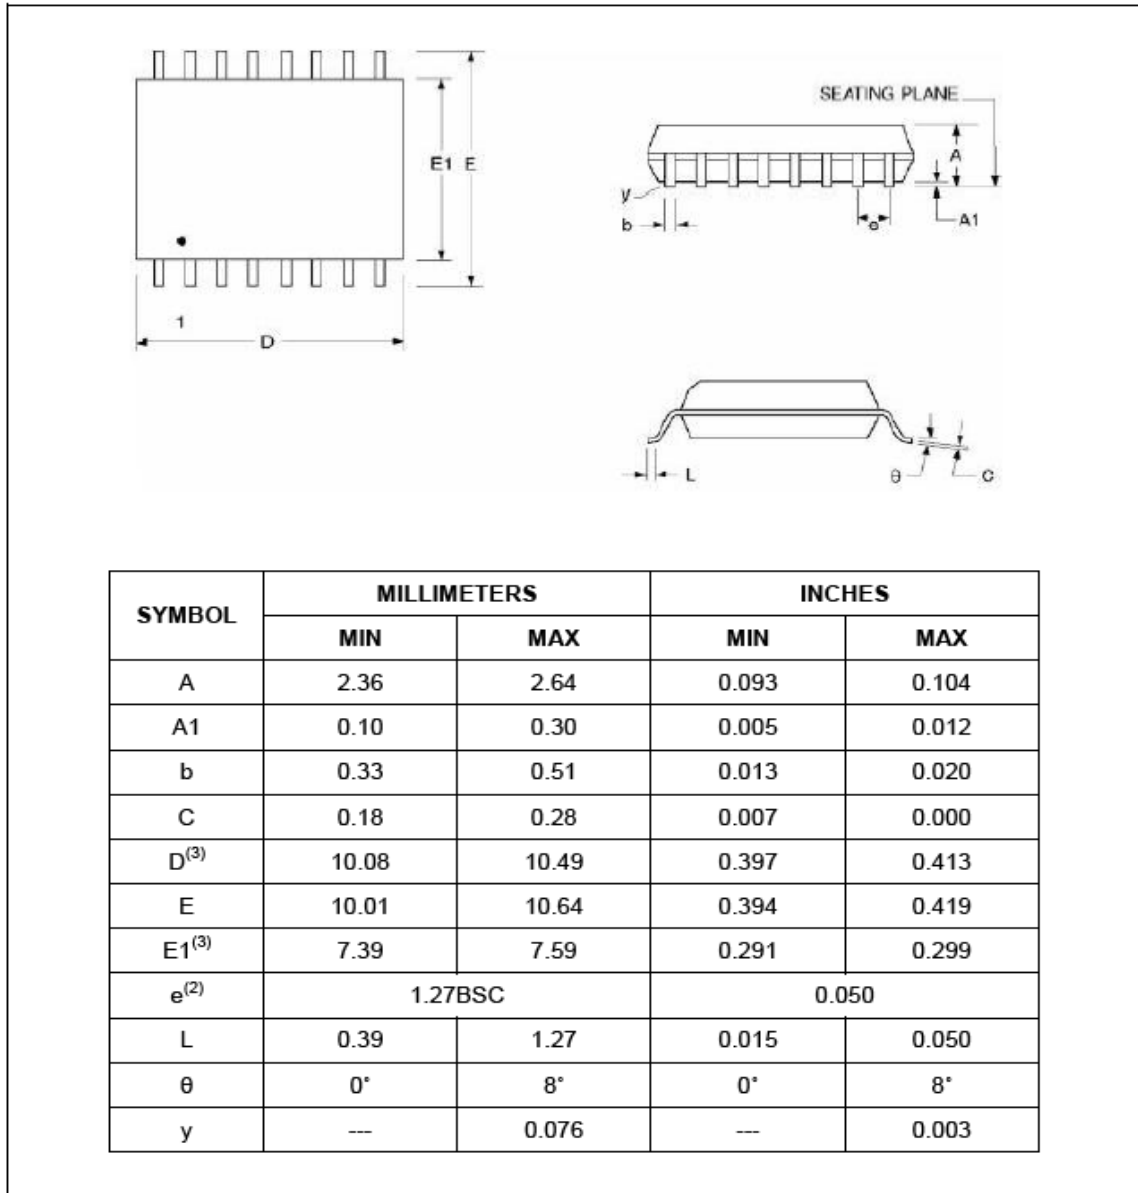 E1 E
1
D
SEATING PLANE
A
y
b
e
A1
L
θ
C
SYMBOL MILLIMETERS INCHES
MIN MAX MIN MAX
A 2.36 2.64 0.093 0.104
A1 0.10 0.30 0.005 0.012
b 0.33 0.51 0.013 0.020
C 0.18 0.28 0.007 0.000
D(3) 10.08 10.49 0.397 0.413
E 10.01 10.64 0.394 0.419
E1(3) 7.39 7.59 0.291 0.299
e(2) 1.27BSC 0.050
L 0.39 1.27 0.015 0.050
θ 0° 8° 0° 8°
y --- 0.076 --- 0.003